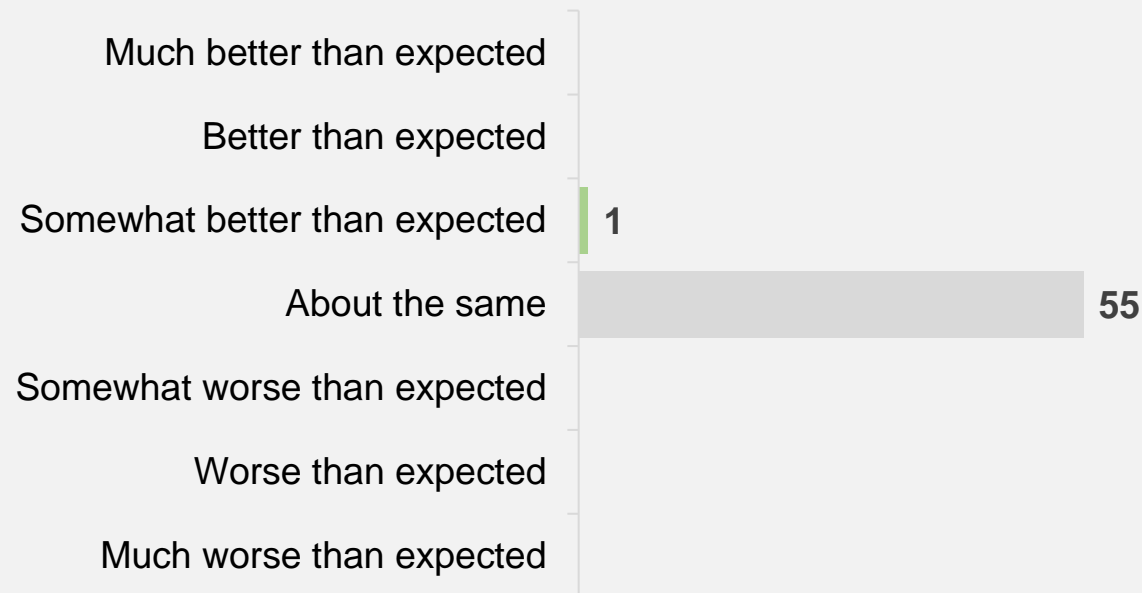 Much better than expected
Better than expected
Somewhat better than expected
1
About the same
55
Somewhat worse than expected
Worse than expected
Much worse than expected